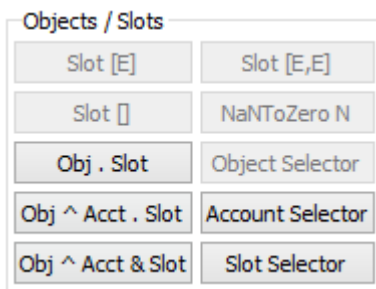 Objects / Slots
Slot [E] Slot [E,E]
Slot [] NaNToZero N
Obj . Slot Object Selector
Obj ^ Acct . Slot Account Selector
Obj ^ Acct & Slot Slot Selector